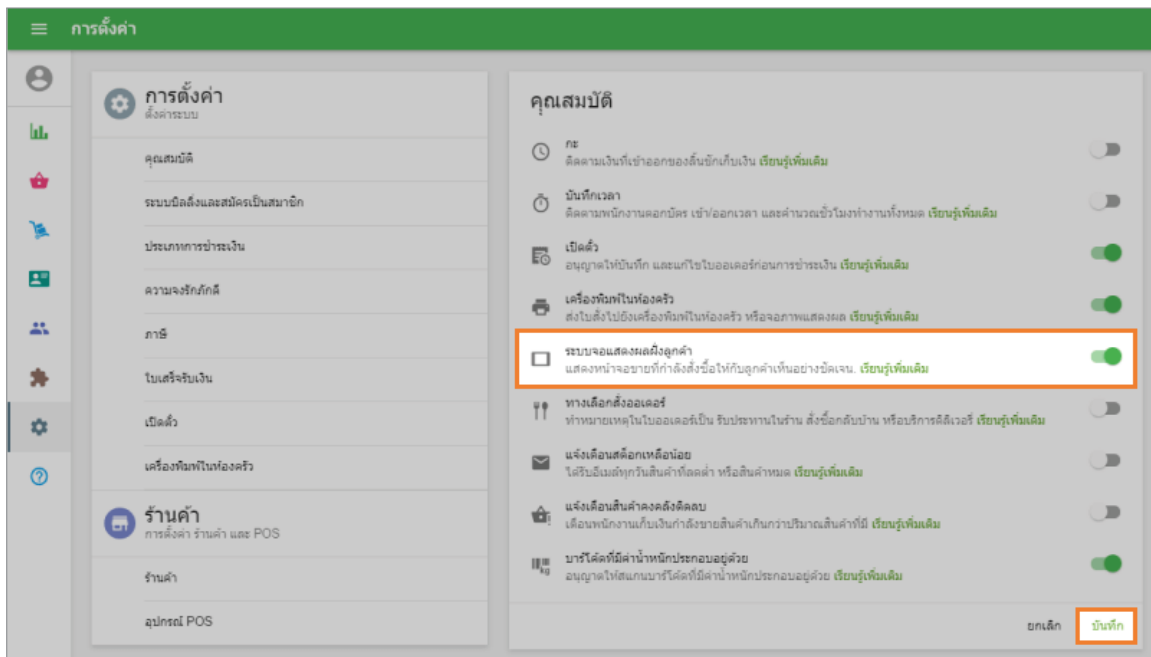 การตั้งค่า
การตั้งค่า
ตั้งค่าระบบ
คุณสมบัติ
ระบบบิลลิ่งและสมัครเป็นสมาชิก
ประเภทการชำระเงิน
ความจงรักภักดี
ภาษี
ใบเสร็จรับเงิน
เปิดตั๋ว
เครื่องพิมพ์ในห้องครัว
ร้านค้า
การตั้งค่า ร้านค้า และ POS
ร้านค้า
อุปกรณ์ POS
คุณสมบัติ
กะ
ติดตามเงินที่เข้าออกของลิ้นชักเก็บเงิน เรียนรู้เพิ่มเติม
บันทึกเวลา
ติดตามพนักงานตอกบัตร เข้า/ออกเวลา และคำนวณชั่วโมงทำงานทั้งหมด เรียนรู้เพิ่มเติม
เปิดตั๋ว
อนุญาตให้บันทึก และแก้ไขใบออเดอร์ก่อนการชำระเงิน เรียนรู้เพิ่มเติม
เครื่องพิมพ์ในห้องครัว
ส่งใบสั่งไปยังเครื่องพิมพ์ในห้องครัว หรือจอภาพแสดงผล เรียนรู้เพิ่มเติม
ระบบจอแสดงผลฝั่งลูกค้า
แสดงหน้าจอขายที่กำลังสั่งซื้อให้กับลูกค้าเห็นอย่างชัดเจน. เรียนรู้เพิ่มเติม
ทางเลือกสั่งออเดอร์
ทำหมายเหตุในใบออเดอร์เป็น รับประทานในร้าน สั่งซื้อกลับบ้าน หรือบริการดิลิเวอรี่ เรียนรู้เพิ่มเติม
แจ้งเตือนสต็อกเหลือน้อย
ได้รับอีเมล์ทุกวันสินค้าที่ลดต่ำ หรือสินค้าหมด เรียนรู้เพิ่มเติม
แจ้งเตือนสินค้าคงคลังติดลบ
เตือนพนักงานเก็บเงินกำลังขายสินค้าเกินกว่าปริมาณสินค้าที่มี เรียนรู้เพิ่มเติม
kg
บาร์โค้ดที่มีค่าน้ำหนักประกอบอยู่ด้วย
อนุญาตให้สแกนบาร์โค้ดที่มีค่าน้ำหนักประกอบอยู่ด้วย เรียนรู้เพิ่มเติม
ยกเลิก
บันทึก